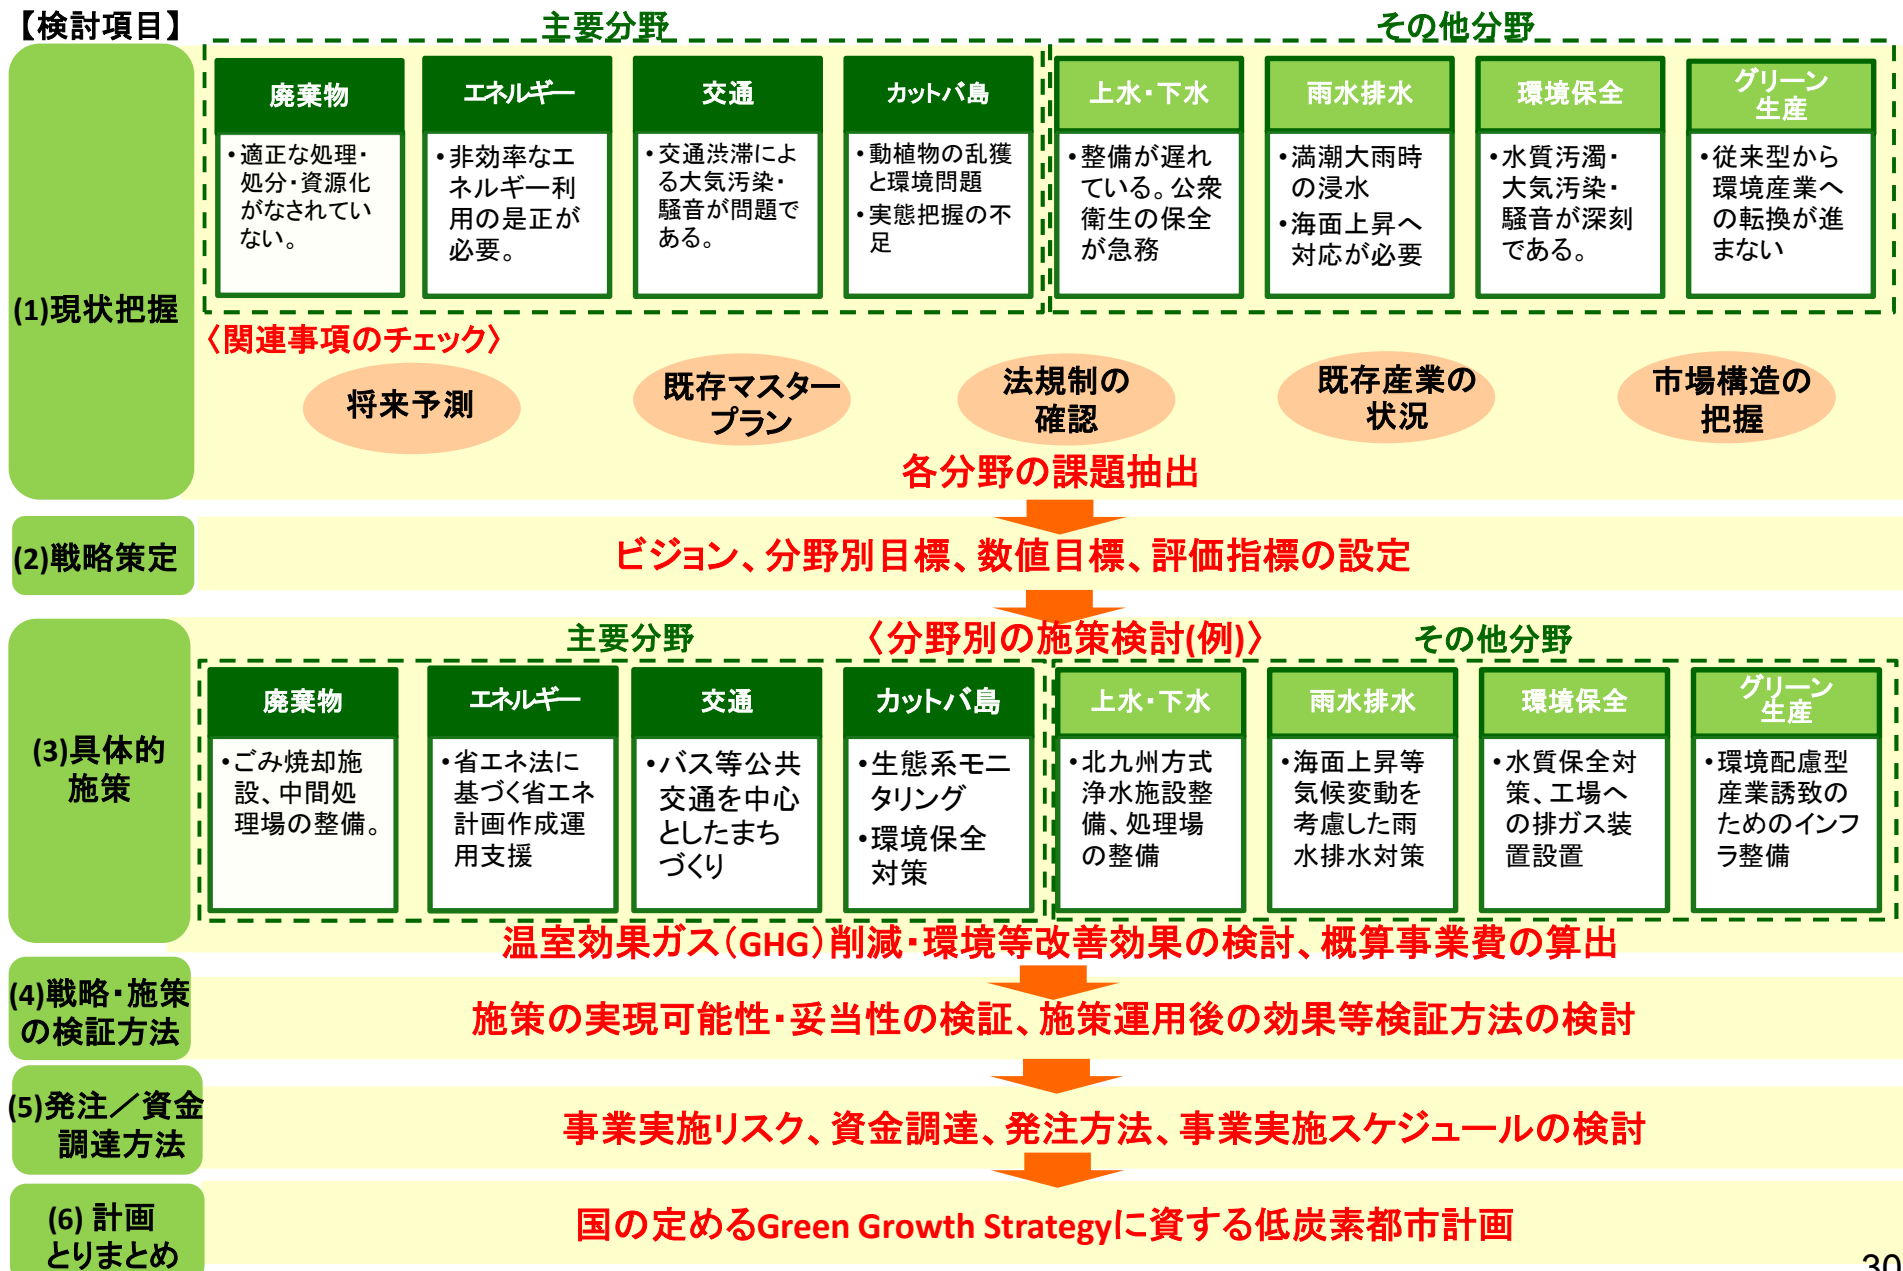 【検討項目】
主要分野
その他分野
(1)現状把握
廃棄物
・適正な処理・
処分・資源化
がなされてい
ない。
エネルギー
・非効率なエ
ネルギー利
用の是正が
必要。
交通
・交通渋滞によ
る大気汚染・
騒音が問題で
ある。
カットバ島
・動植物の乱獲
と環境問題
・実態把握の不
足
上水・下水
・整備が遅れ
ている。公衆
衛生の保全
が急務
雨水排水
・満潮大雨時
の浸水
・海面上昇へ
対応が必要
環境保全
・水質汚濁・
大気汚染・
騒音が深刻
である。
グリーン
生産
・従来型から
環境産業へ
の転換が進
まない
〈関連事項のチェック〉
将来予測
既存マスター
プラン
法規制の
確認
既存産業の
状況
市場構造の
把握
各分野の課題抽出
(2)戦略策定
ビジョン、分野別目標、数値目標、評価指標の設定
(3)具体的
施策
主要分野
〈分野別の施策検討(例)〉
その他分野
廃棄物
・ごみ焼却施
設、中間処
理場の整備。
エネルギー
・省エネ法に
基づく省エネ
計画作成運
用支援
交通
・バス等公共
交通を中心
としたまち
づくり
カットバ島
・生態系モニ
タリング
・環境保全
対策
上水・下水
・北九州方式
浄水施設整
備、処理場
の整備
雨水排水
・海面上昇等
気候変動を
考慮した雨
水排水対策
環境保全
・水質保全対
策、工場へ
の排ガス装
置設置
グリーン
生産
・環境配慮型
産業誘致の
ためのインフ
ラ整備
温室効果ガス（GHG）削減・環境等改善効果の検討、概算事業費の算出
(4)戦略・施策
の検証方法
施策の実現可能性・妥当性の検証、施策運用後の効果等検証方法の検討
(5)発注／資金
調達方法
事業実施リスク、資金調達、発注方法、事業実施スケジュールの検討
(6) 計画
とりまとめ
国の定めるGreen Growth Strategyに資する低炭素都市計画
30